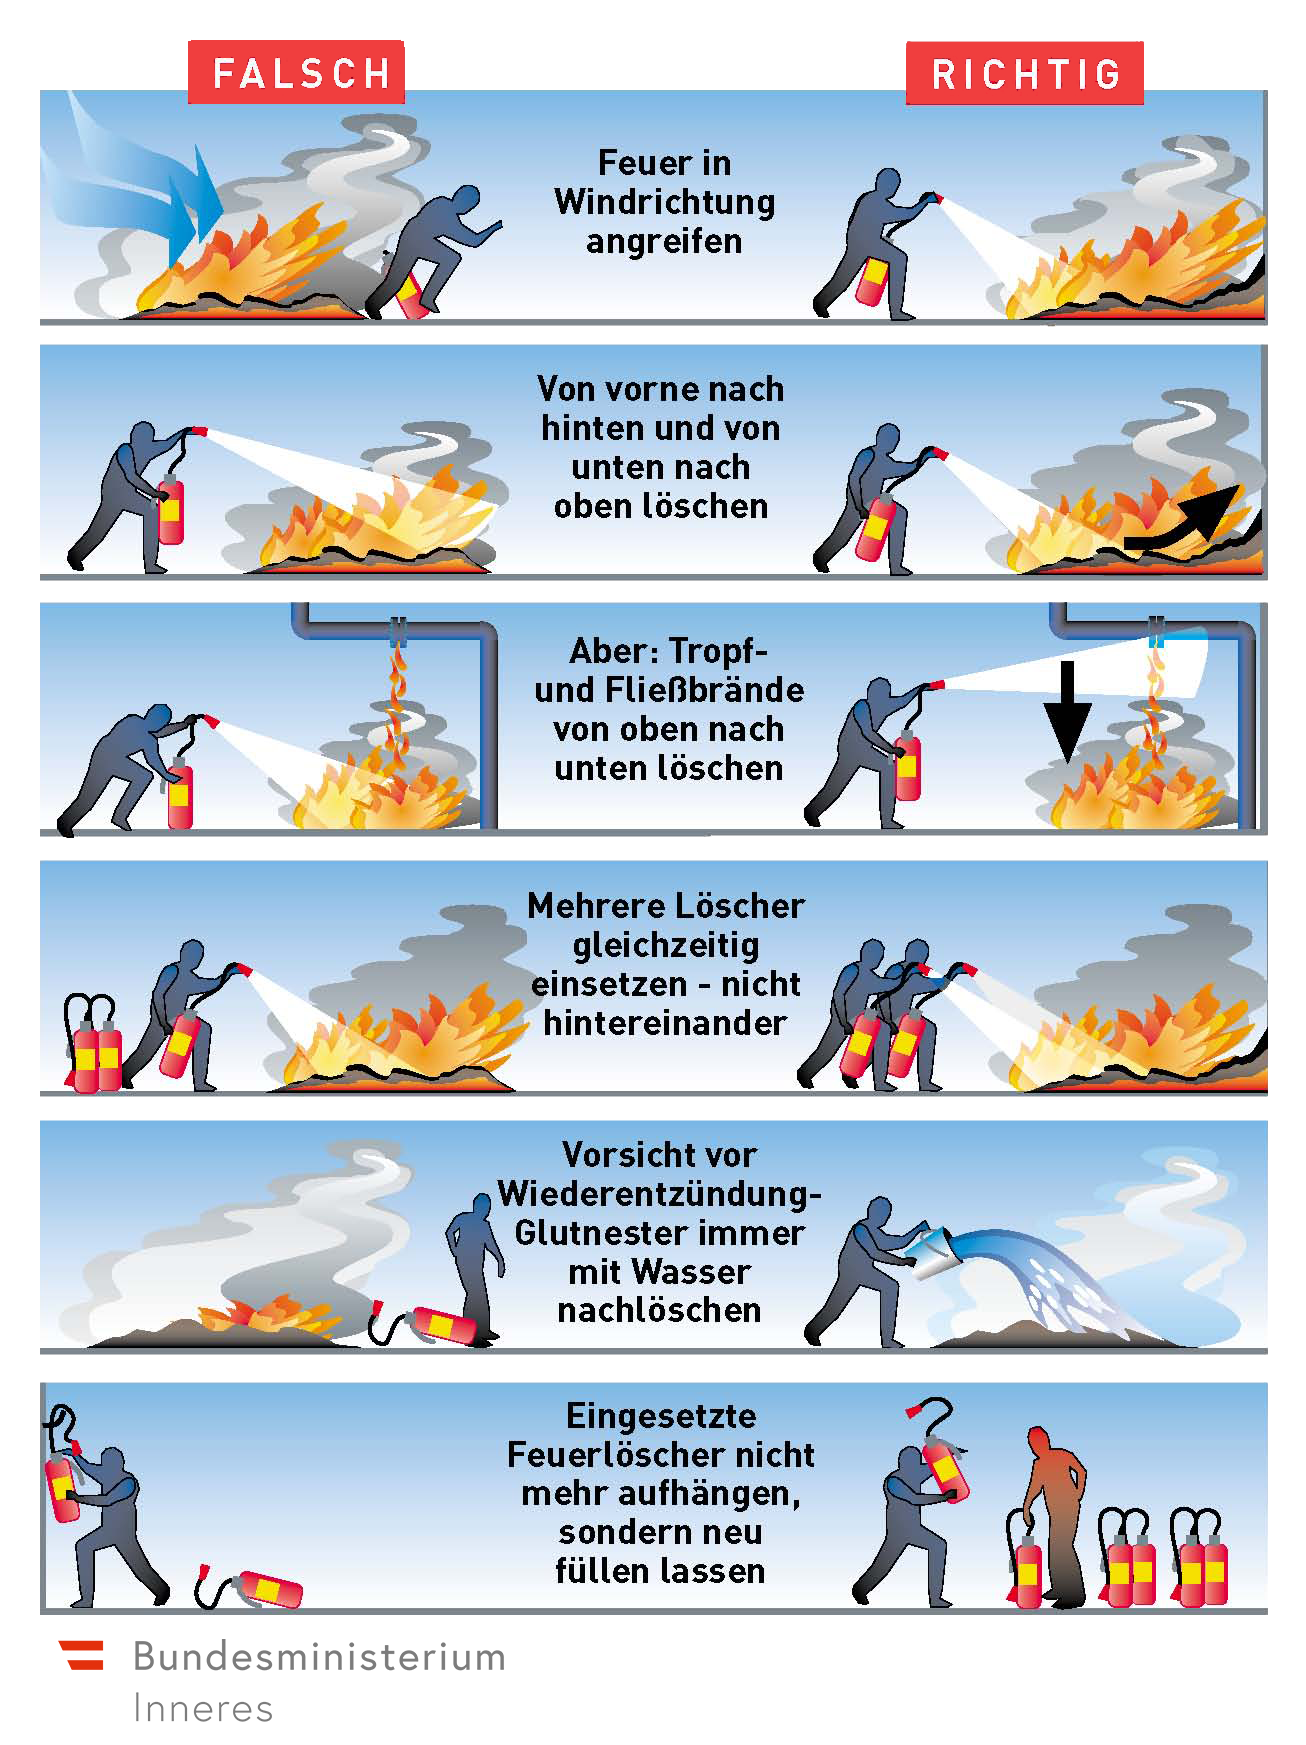 FALSCH
RICHTIG
Feuer in
Windrichtung
angreifen
Von vorne nach
hinten und von
unten nach
oben löschen
Aber: Tropf-
und Fließbrände
von oben nach
unten löschen
Mehrere Löscher
gleichzeitig
einsetzen - nicht
hintereinander
Vorsicht vor
Wiederentzündung-
Glutnester immer
mit Wasser
nachlöschen
Eingesetzte
Feuerlöscher nicht
mehr aufhängen,
sondern neu
füllen lassen
Bundesministerium
Inneres